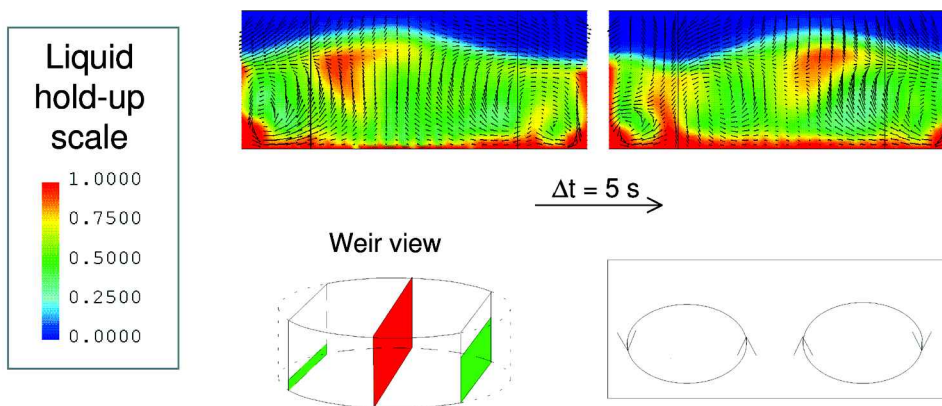 Liquid
hold-up
scale
1.0000
0.7500
0.5000
0.2500
0.0000
Δt = 5 s
Weir view